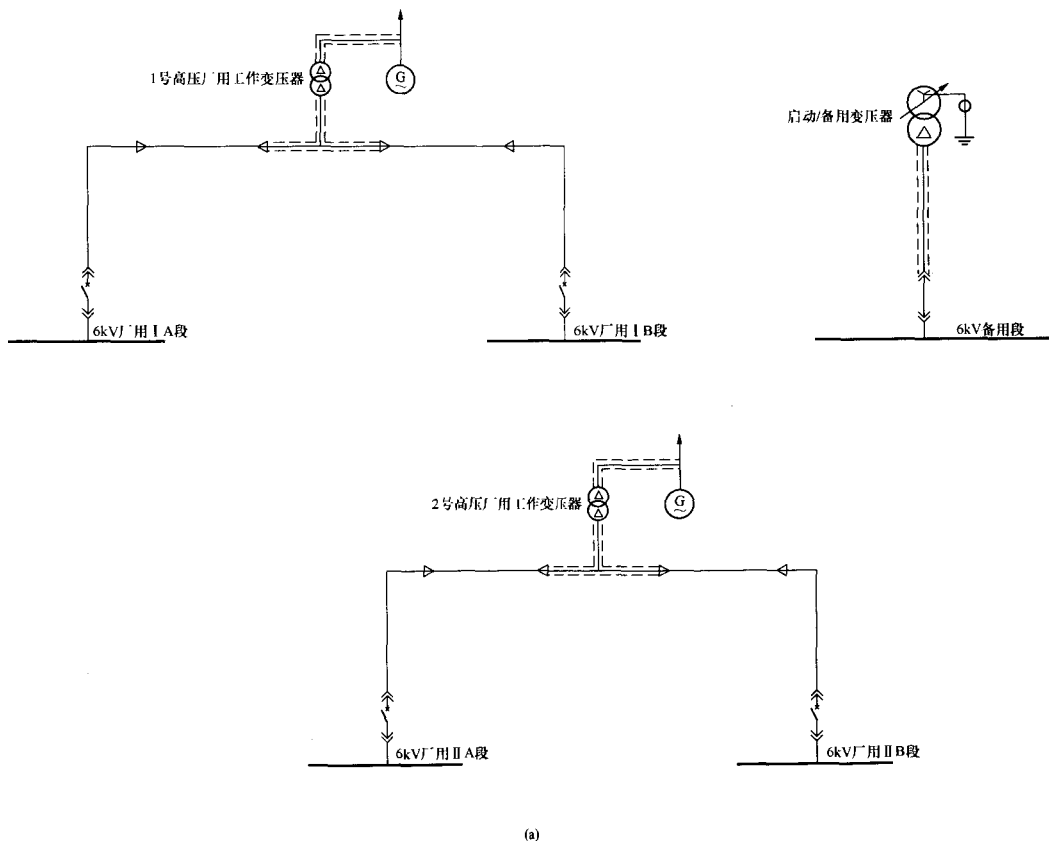 1号高压厂用工作变压器
G
~
启动/备用变压器
6kV厂用ⅠA段
6kV厂用ⅠB段
6kV备用段
2号高压厂用工作变压器
G
~
6kV厂用ⅡA段
6kV厂用ⅡB段
(a)